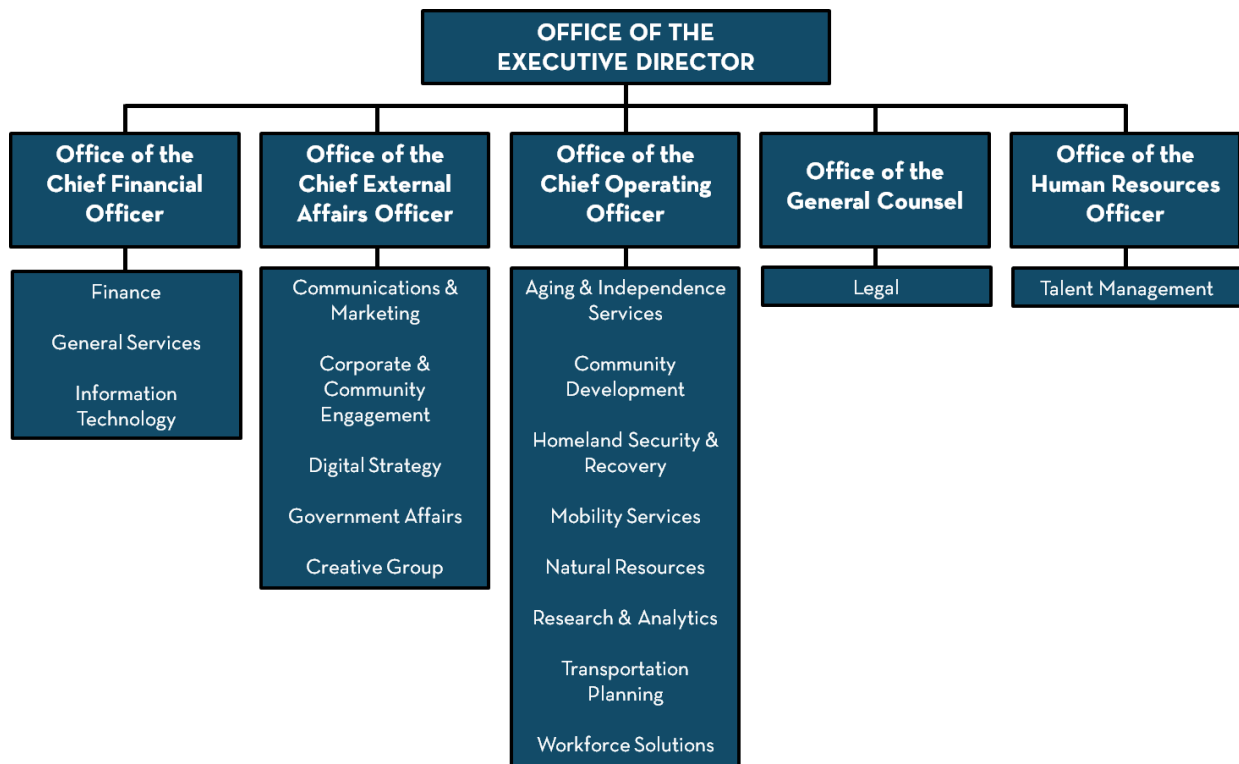 OFFICE OF THE
EXECUTIVE DIRECTOR
Office of the
Chief Financial
Officer
Finance
General Services
Information
Technology
Office of the
Chief External
Affairs Officer
Communications &
Marketing
Corporate &
Community
Engagement
Digital Strategy
Government Affairs
Creative Group
Office of the
Chief Operating
Officer
Aging & Independence
Services
Community
Development
Homeland Security &
Recovery
Mobility Services
Natural Resources
Research & Analytics
Transportation
Planning
Workforce Solutions
Office of the
General Counsel
Legal
Office of the
Human Resources
Officer
Talent Management